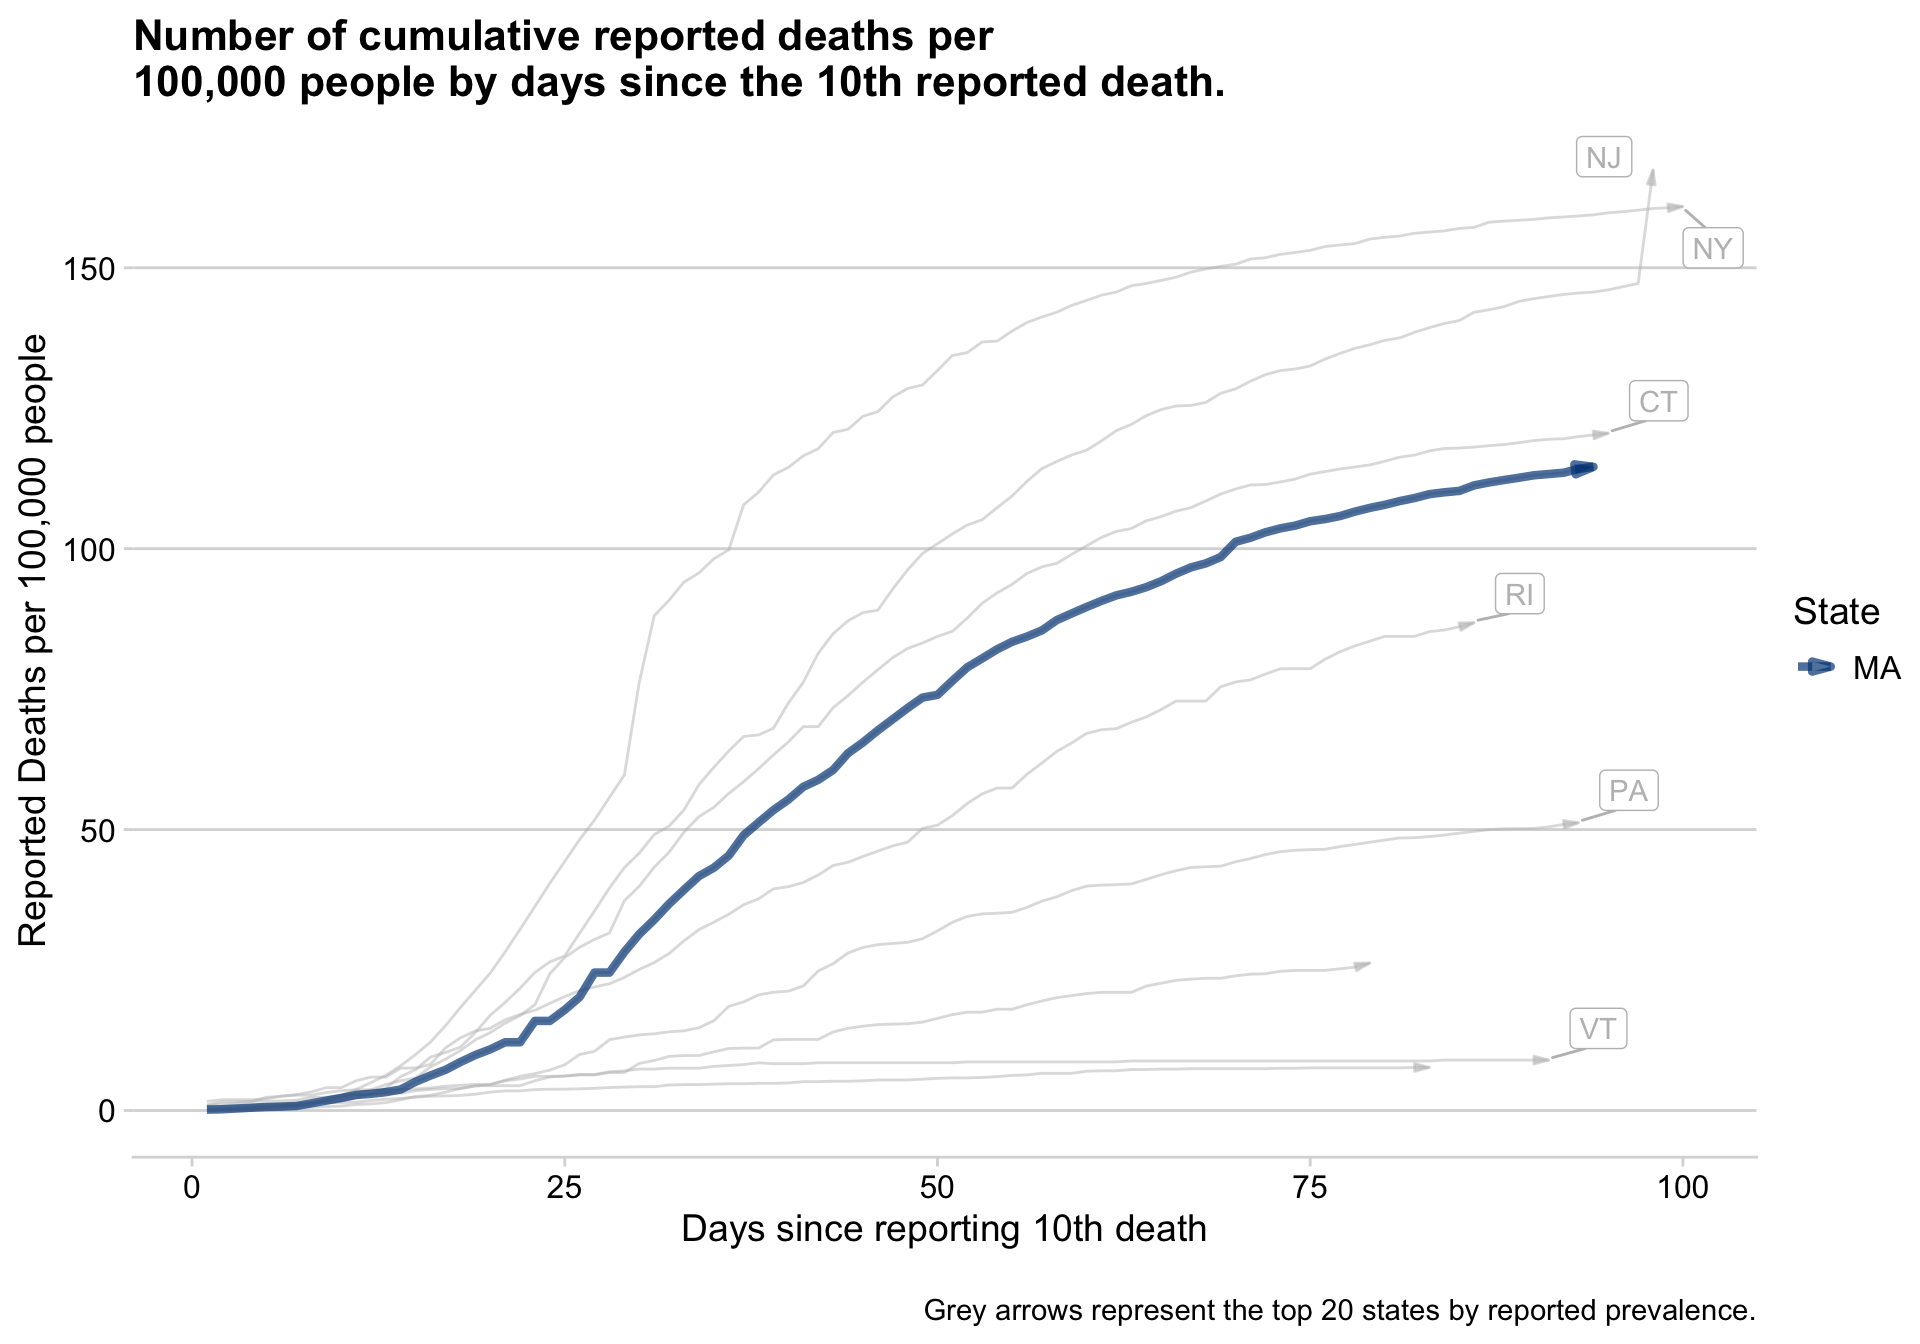 Number of cumulative reported deaths per
100,000 people by days since the 10th reported death.
NJ
NY
150
CT
100
RI
State
MA
PA
50
VT
0
Reported Deaths per 100,000 people
0 25 50 75 100
Days since reporting 10th death
Grey arrows represent the top 20 states by reported prevalence.